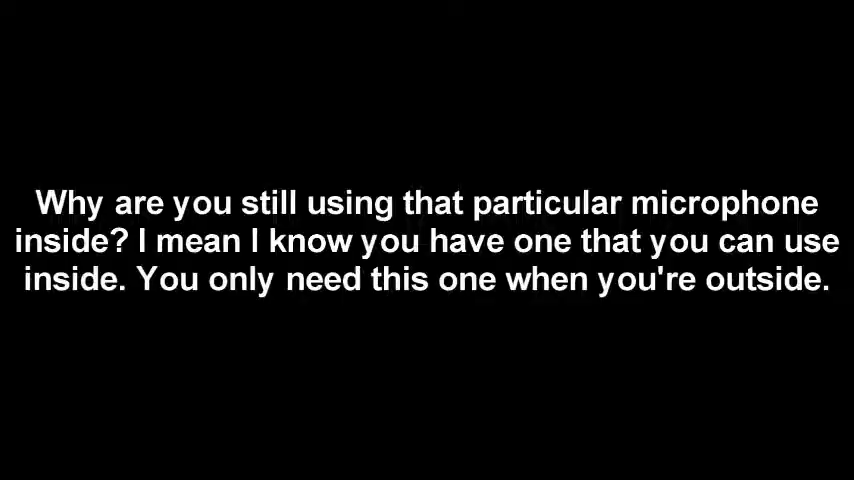 Why are you still using that particular microphone
inside? I mean I know you have one that you can use
inside. You only need this one when you're outside.